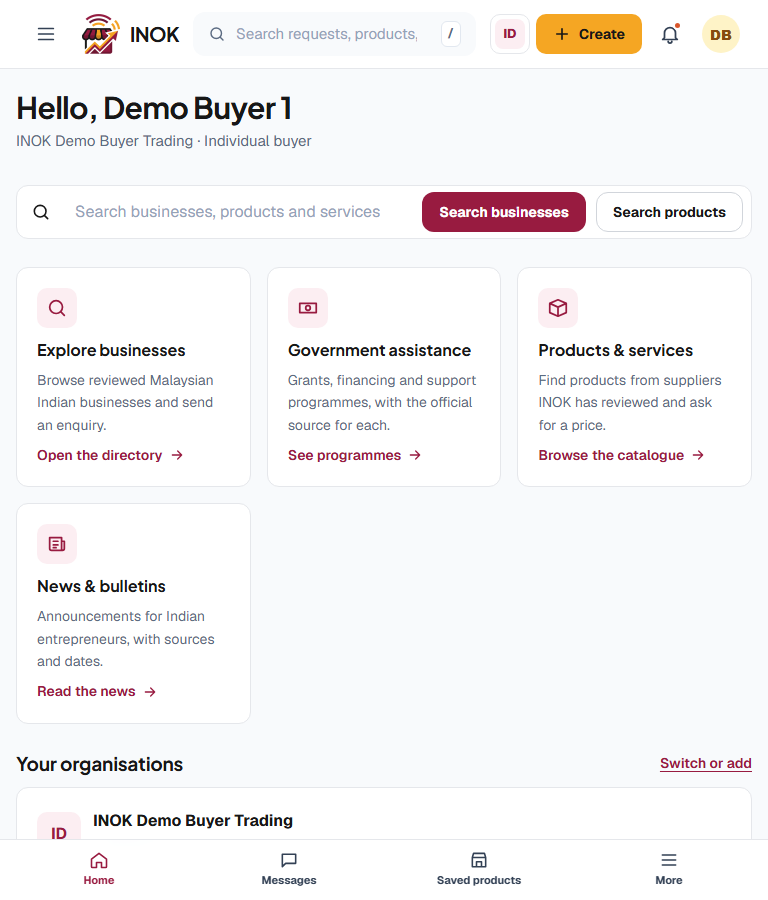 INOK
Search requests, products,
/
ID
Create
DB
Hello, Demo Buyer 1
INOK Demo Buyer Trading · Individual buyer
Search businesses, products and services
Search businesses
Search products
Explore businesses
Browse reviewed Malaysian
Indian businesses and send
an enquiry.
Open the directory →
Government assistance
Grants, financing and support
programmes, with the official
source for each.
See programmes →
Products & services
Find products from suppliers
INOK has reviewed and ask
for a price.
Browse the catalogue →
News & bulletins
Announcements for Indian
entrepreneurs, with sources
and dates.
Read the news →
Your organisations
Switch or add
ID
INOK Demo Buyer Trading
Home
Messages
Saved products
More